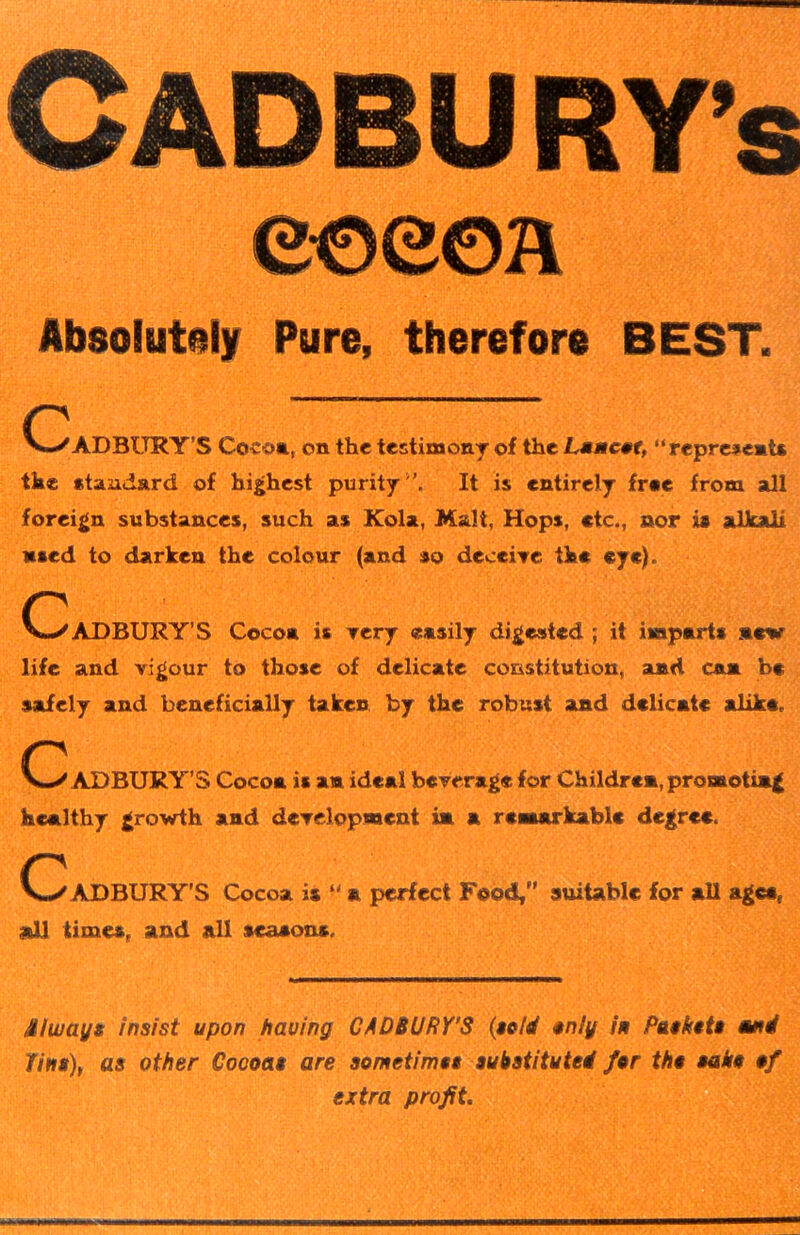 CADBURY's
COCOA
Absolutely Pure, therefore BEST.
CADBURY'S Cocoa, on the testimony of the Lancet, "represents
the standard of highest purity". It is entirely free from all
foreign substances, such as Kola, Malt, Hops, etc., nor is alkali
used to darken the colour (and so deceive the eye).
CADBURY'S Cocoa is very easily digested ; it imparts new
life and vigour to those of delicate constitution, and can be
safely and beneficially taken by the robust and delicate alike.
CADBURY'S Cocoa is an ideal beverage for Children, promoting
healthy growth and development in a remarkable degree.
CADBURY'S Cocoa is "a perfect Food," suitable for all ages,
all times, and all seasons.
Always insist upon having CADBURY'S (sold only in Packets and
Tins), as other Cocoas are sometimes substituted for the sake of
extra profit.